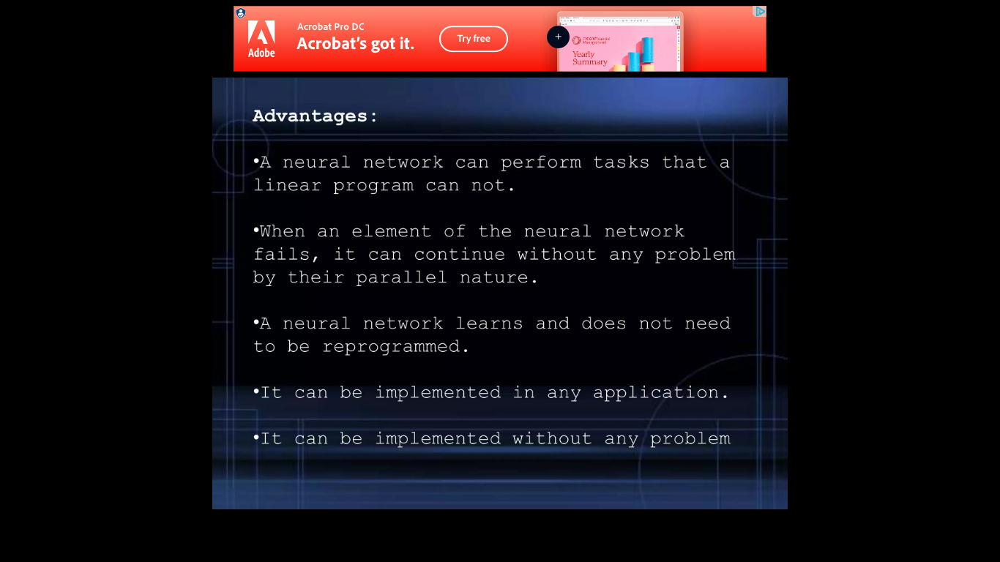 Acrobat Pro DC
Acrobat's got it.
Adobe
Try free
+
Yearly
Summary
Advantages:
•A neural network can perform tasks that a
linear program can not.
•When an element of the neural network
fails, it can continue without any problem
by their parallel nature.
•A neural network learns and does not need
to be reprogrammed.
•It can be implemented in any application.
•It can be implemented without any problem